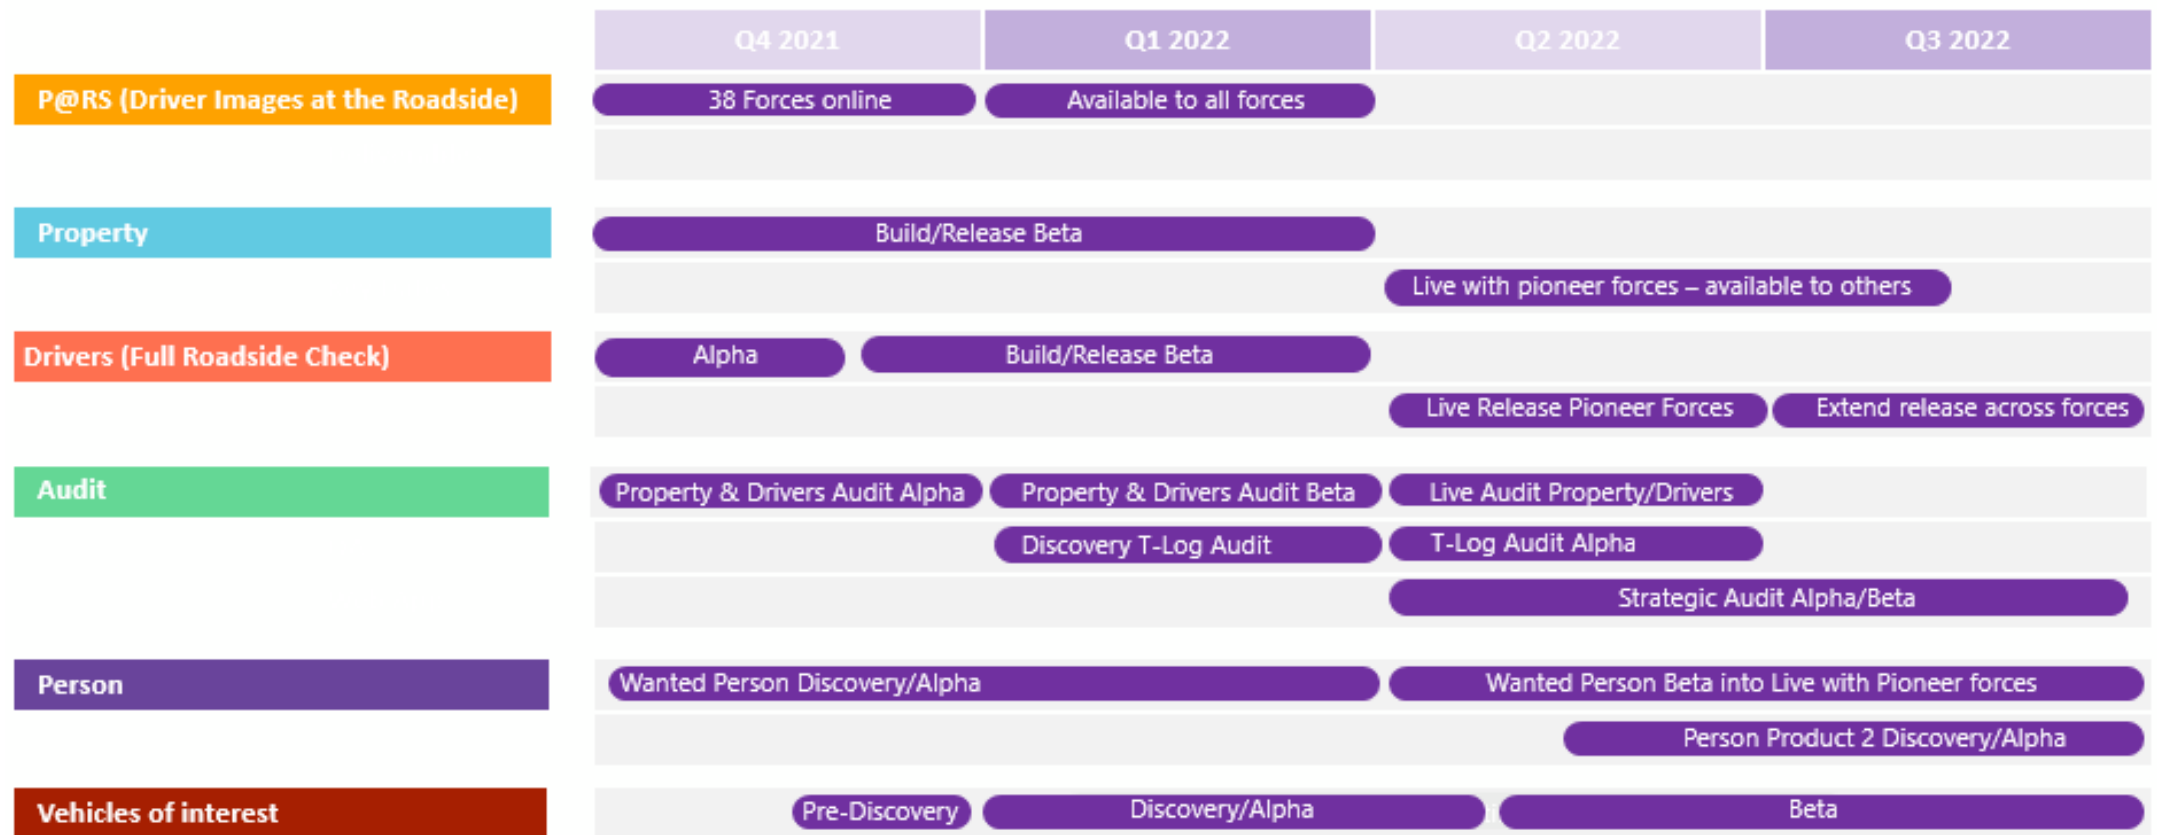 Q4 2021 Q1 2022 Q2 2022 Q3 2022
P@RS (Driver Images at the Roadside) 38 Forces online Available to all forces
Property Build/Release Beta
Live with pioneer forces – available to others
Drivers (Full Roadside Check) Alpha Build/Release Beta
Live Release Pioneer Forces Extend release across forces
Audit Property & Drivers Audit Alpha Property & Drivers Audit Beta Live Audit Property/Drivers
Discovery T-Log Audit T-Log Audit Alpha
Strategic Audit Alpha/Beta
Person Wanted Person Discovery/Alpha Wanted Person Beta into Live with Pioneer forces
Person Product 2 Discovery/Alpha
Vehicles of interest Pre-Discovery Discovery/Alpha Beta